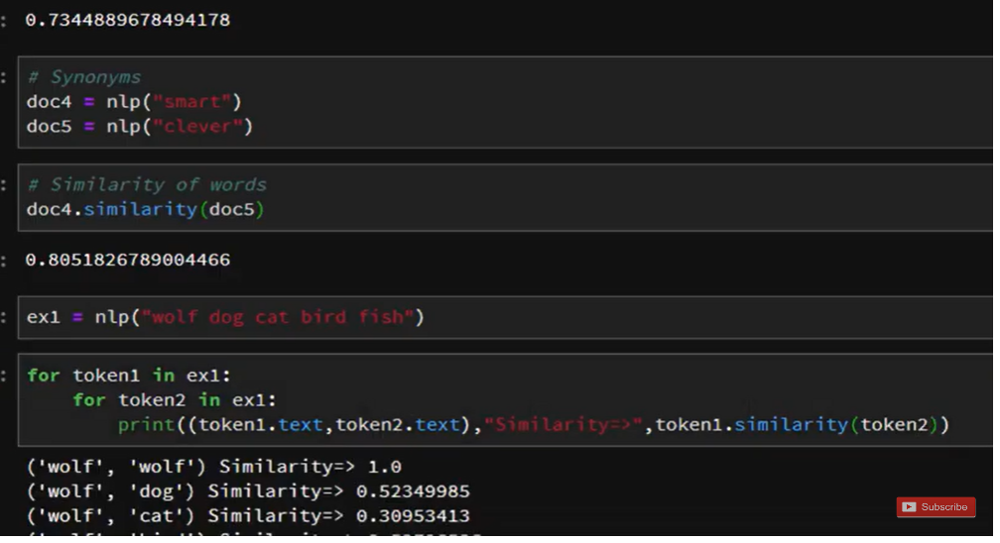 : 0.7344889678494178
: # Synonyms
doc4 = nlp("smart")
doc5 = nlp("clever")
: # Similarity of words
doc4.similarity(doc5)
: 0.8051826789004466
: ex1 = nlp("wolf dog cat bird fish")
: for token1 in ex1:
for token2 in ex1:
print((token1.text,token2.text),"Similarity=>",token1.similarity(token2))
('wolf', 'wolf') Similarity=> 1.0
('wolf', 'dog') Similarity=> 0.52349985
('wolf', 'cat') Similarity=> 0.30953413
Subscribe